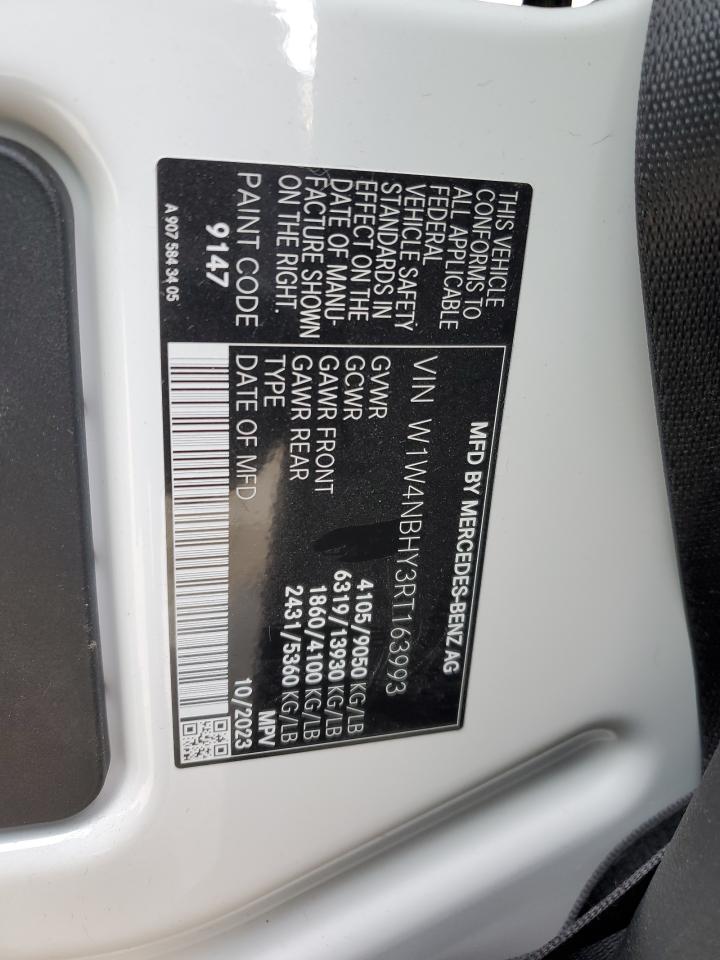 THIS VEHICLE
CONFORMS TO
ALL APPLICABLE
FEDERAL
VEHICLE SAFETY
STANDARDS IN
EFFECT ON THE
DATE OF MANU-
FACTURE SHOWN
ON THE RIGHT.
PAINT CODE
9147
A 907 584 34 05
MFD BY MERCEDES-BENZ AG
VIN W1W4NBHY3RT163993
GVWR 4105/9050 KG/LB
GCWR 6319/13930 KG/LB
GAWR FRONT 1860/4100 KG/LB
GAWR REAR 2431/5360 KG/LB
TYPE MPV
DATE OF MFD 10/2023